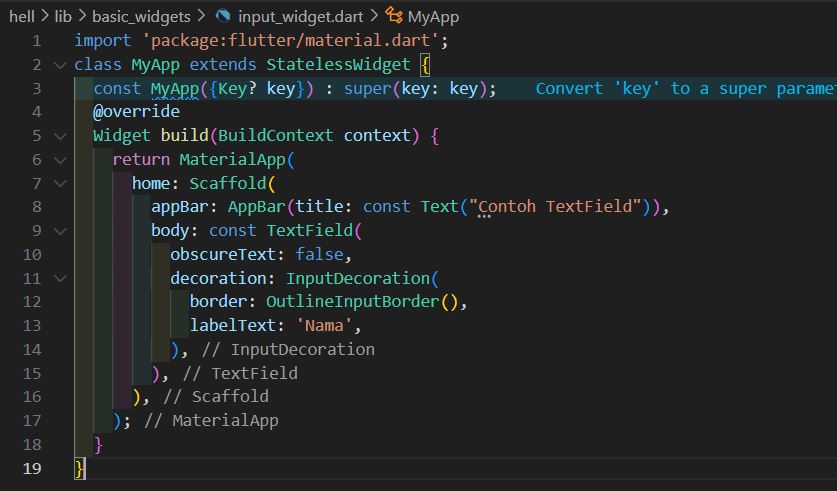 hell > lib > basic_widgets > input_widget.dart > MyApp
1 import 'package:flutter/material.dart';
2 class MyApp extends StatelessWidget {
3 const MyApp({Key? key}) : super(key: key); Convert 'key' to a super paramet
4 @override
5 Widget build(BuildContext context) {
6 return MaterialApp(
7 home: Scaffold(
8 appBar: AppBar(title: const Text("Contoh TextField")),
9 body: const TextField(
10 obscureText: false,
11 decoration: InputDecoration(
12 border: OutlineInputBorder(),
13 labelText: 'Nama',
14 ), // InputDecoration
15 ), // TextField
16 ), // Scaffold
17 ); // MaterialApp
18 }
19 }